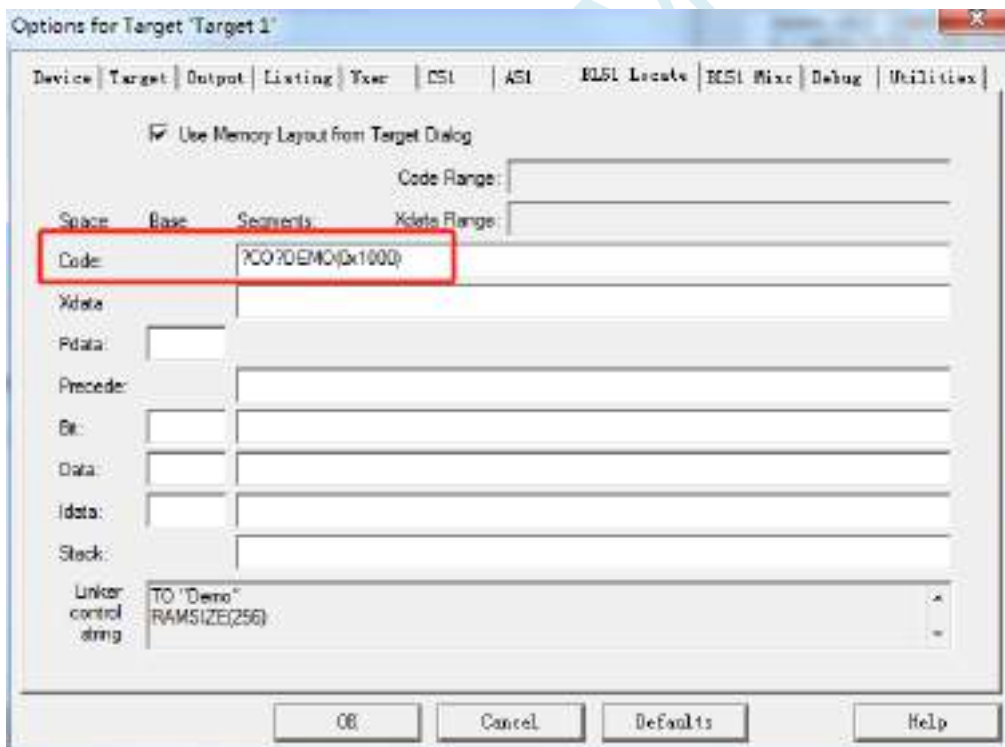 Options for Target 'Target 1'
Device Target Output Listing User C51 A51 BL51 Locate BL51 Misc Debug Utilities
Use Memory Layout from Target Dialog
Code Range:
Space Base Segments: Xdata Range:
Code: ?CO?DEMO(0x1000)
Xdata:
Pdata:
Precede:
Bit:
Data:
Idata:
Stack:
Linker control string
TO "Demo"
RAMSIZE(256)
OK Cancel Defaults Help